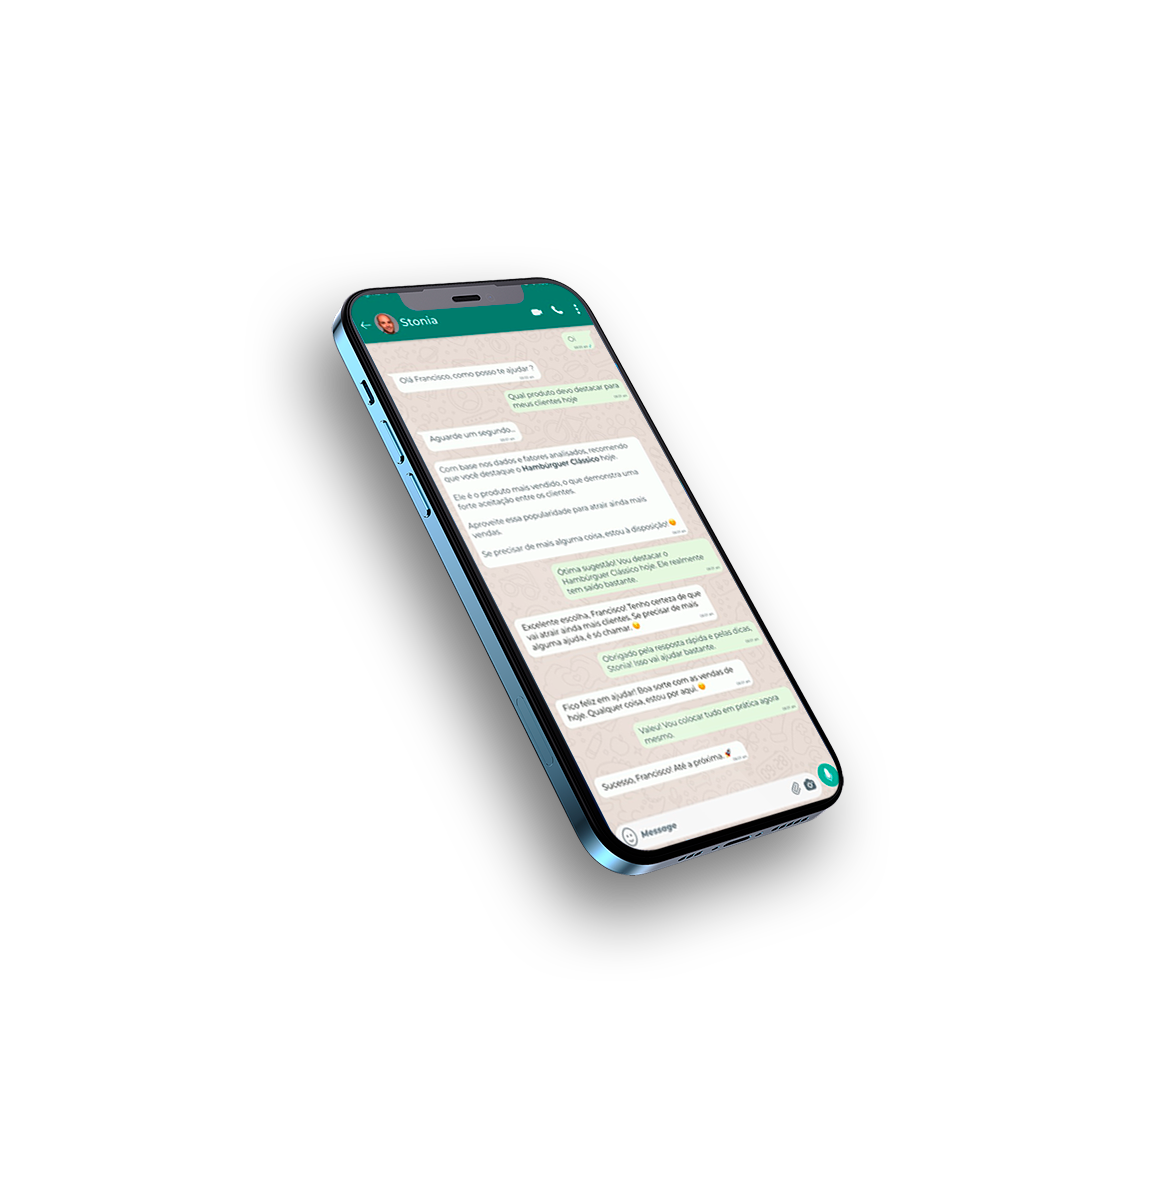 Stonia
Oi
Olá Francisco, como posso te ajudar ?
Qual produto devo destacar para
meus clientes hoje
Aguarde um segundo...
Com base nos dados e fatores analisados, recomendo
que você destaque o Hambúrguer Clássico hoje.
Ele é o produto mais vendido, o que demonstra uma
forte aceitação entre os clientes.
Aproveite essa popularidade para atrair ainda mais
vendas.
Se precisar de mais alguma coisa, estou à disposição! 😊
Ótima sugestão! Vou destacar o
Hambúrguer Clássico hoje. Ele realmente
tem saído bastante.
Excelente escolha, Francisco! Tenho certeza de que
vai atrair ainda mais clientes. Se precisar de mais
alguma ajuda, é só chamar. 😊
Obrigado pela resposta rápida e pelas dicas,
Stonia! Isso vai ajudar bastante.
Fico feliz em ajudar! Boa sorte com as vendas de
hoje. Qualquer coisa, estou por aqui. 😊
Valeu! Vou colocar tudo em prática agora
mesmo.
Sucesso, Francisco! Até a próxima. 🚀
Message